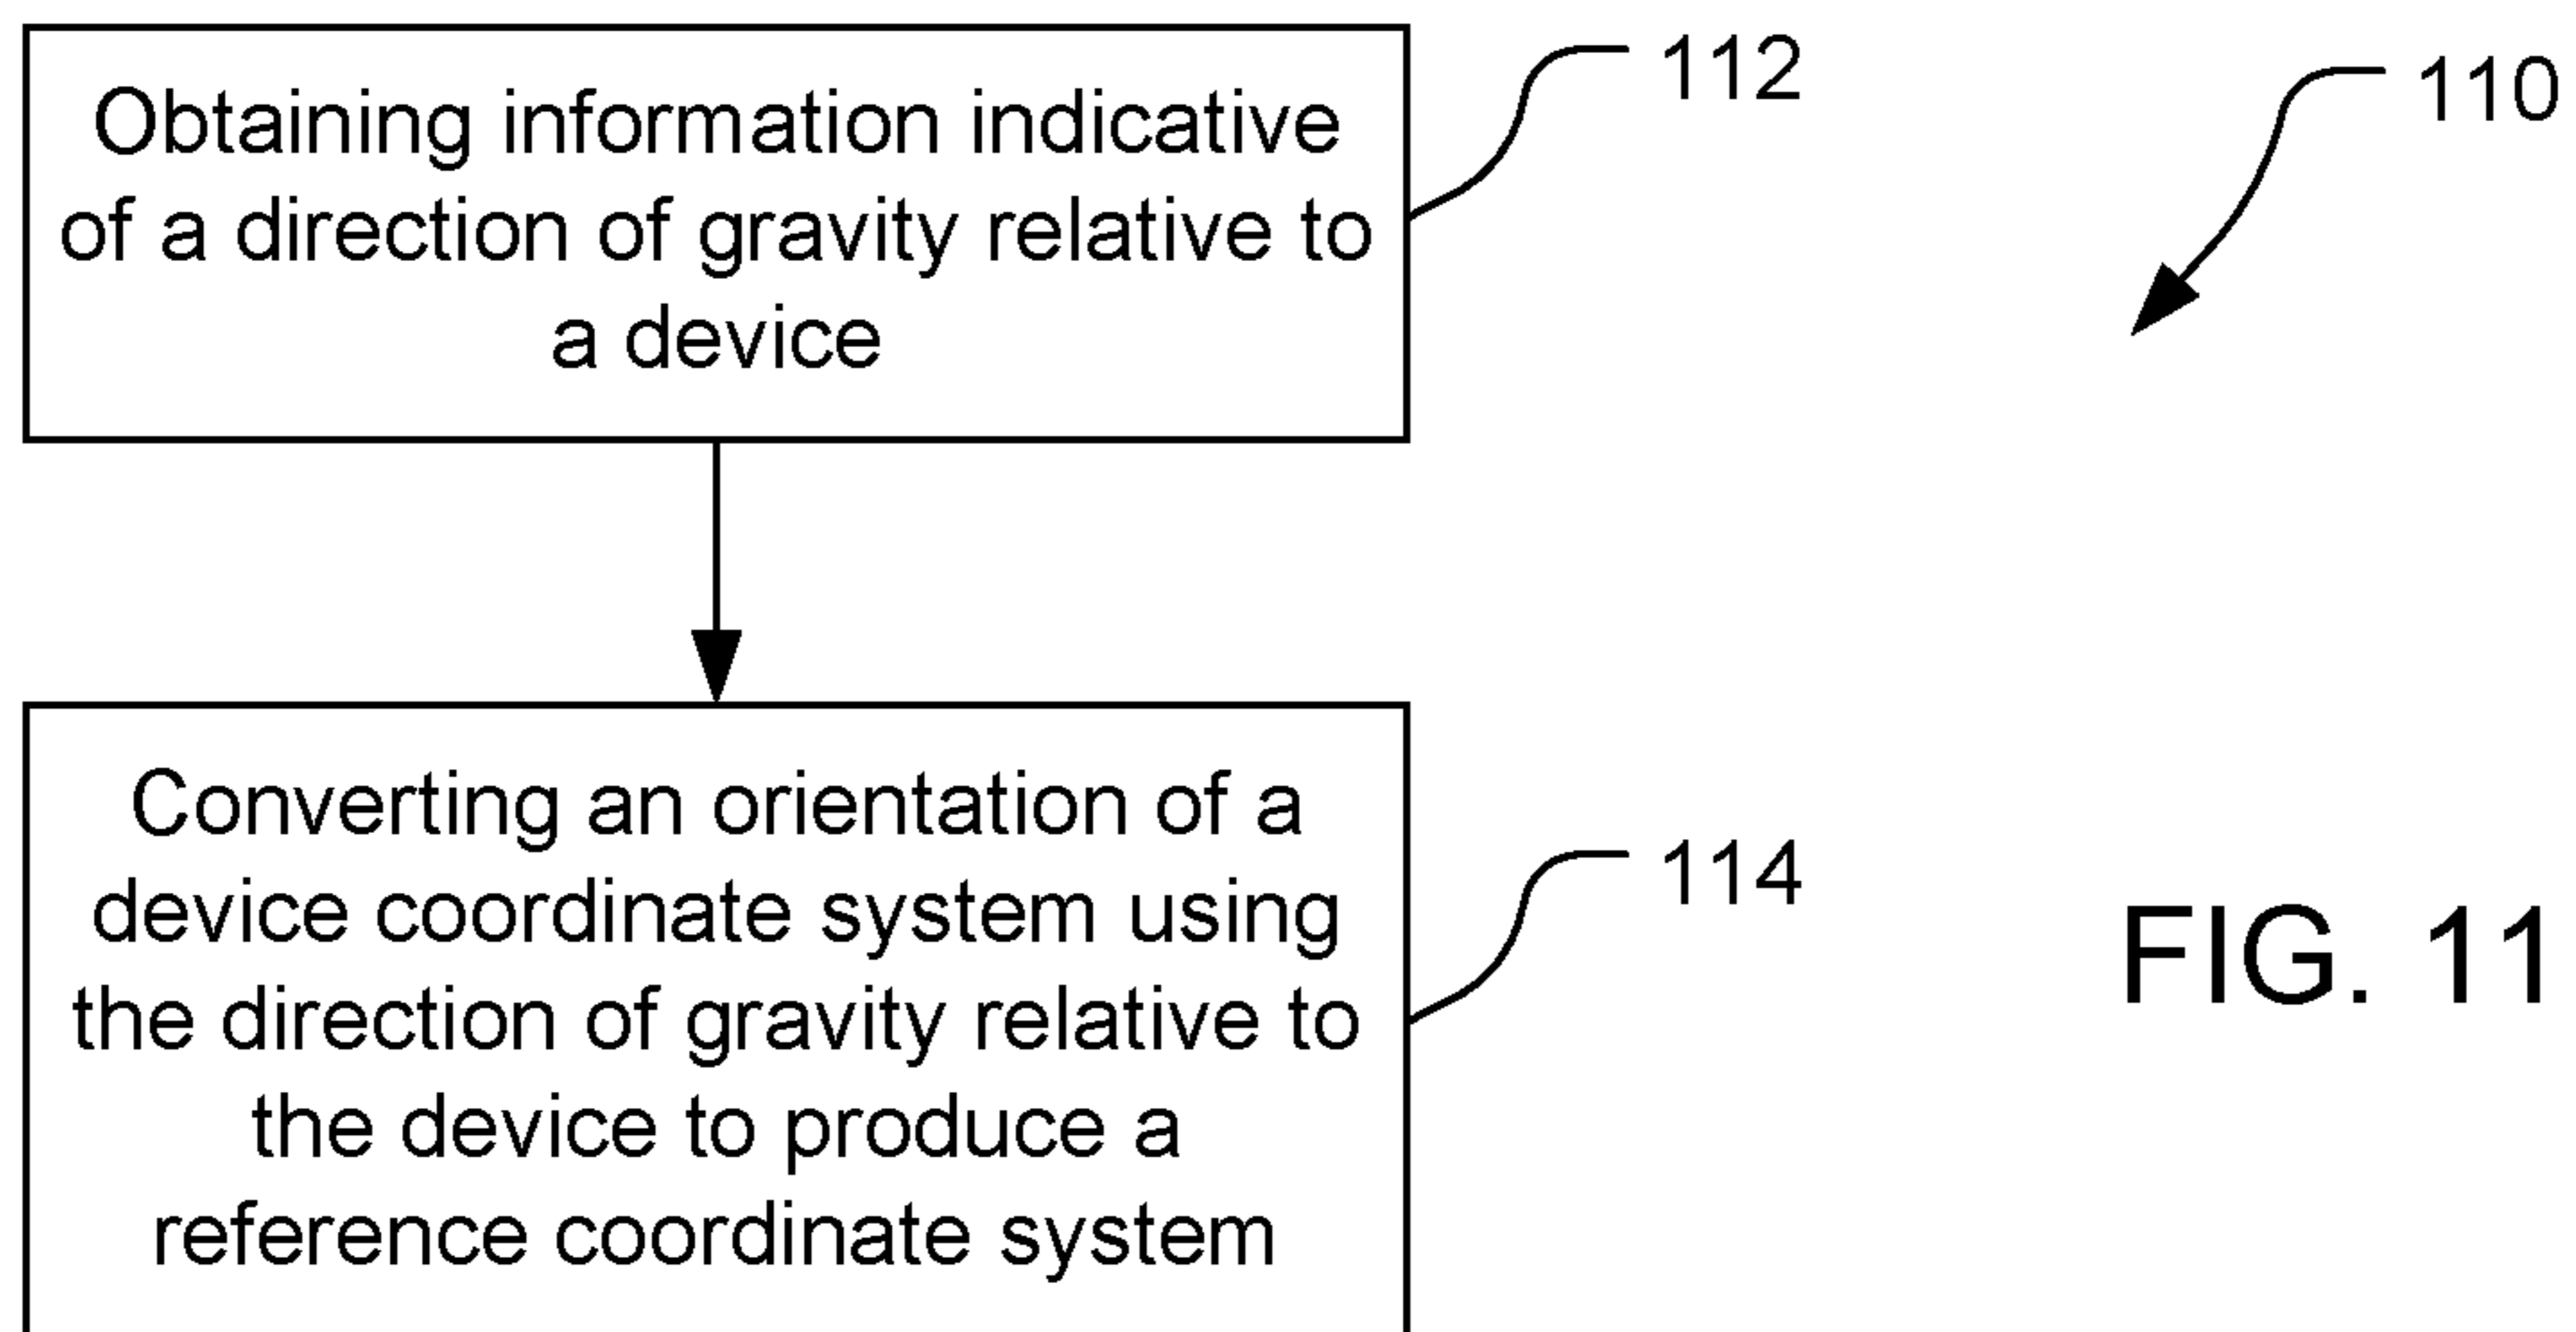 Obtaining information indicative
of a direction of gravity relative to
a device
112
110
Converting an orientation of a
device coordinate system using
the direction of gravity relative to
the device to produce a
reference coordinate system
114
FIG. 11